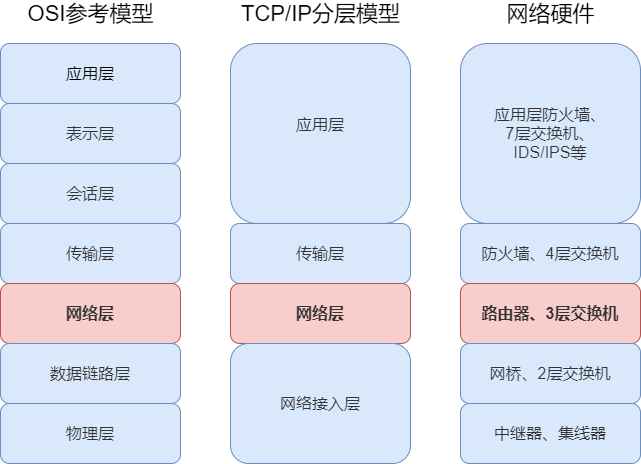 OSI参考模型
TCP/IP分层模型
网络硬件
应用层
表示层
会话层
传输层
网络层
数据链路层
物理层
应用层
传输层
网络层
网络接入层
应用层防火墙、
7层交换机、
IDS/IPS等
防火墙、4层交换机
路由器、3层交换机
网桥、2层交换机
中继器、集线器